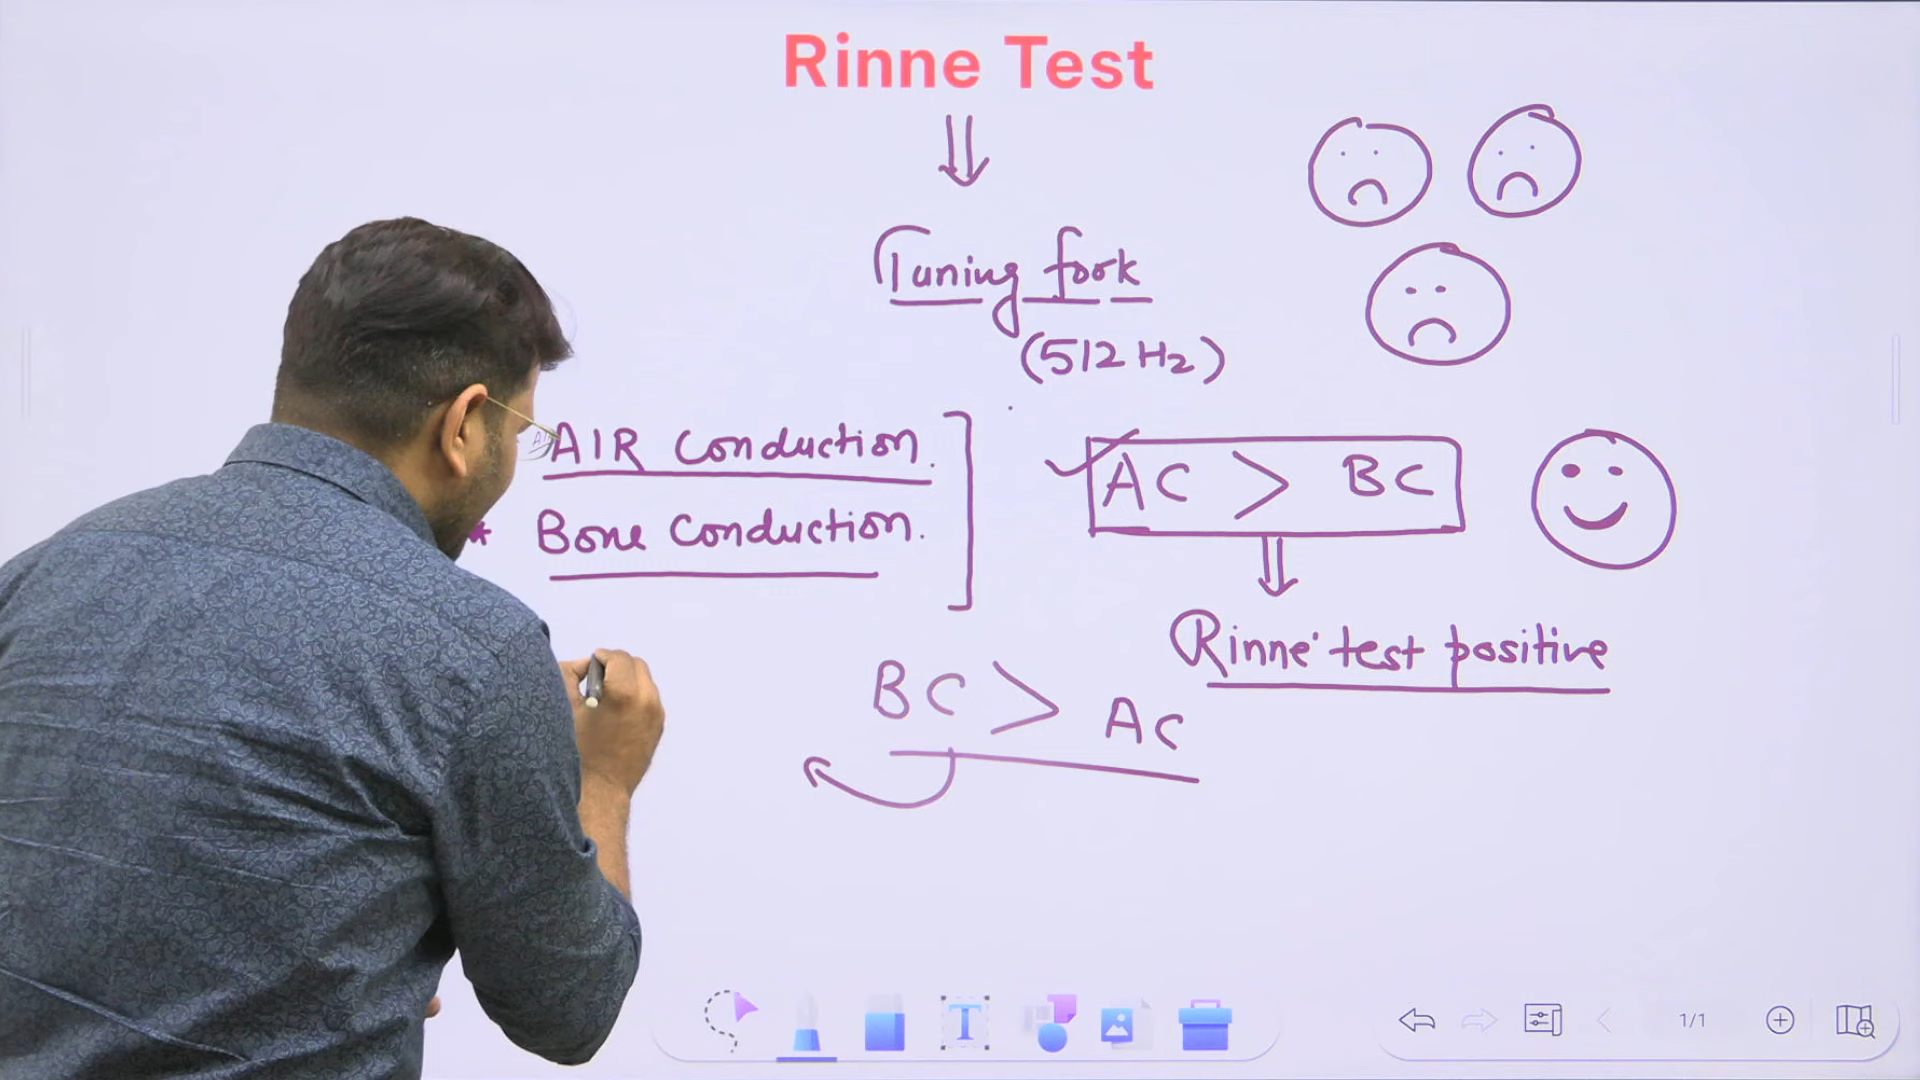 Rinne Test
Tuning fork
(512 Hz)
AIR Conduction.
* Bone Conduction.
AC > BC
Rinne test positive
BC > AC
1/1